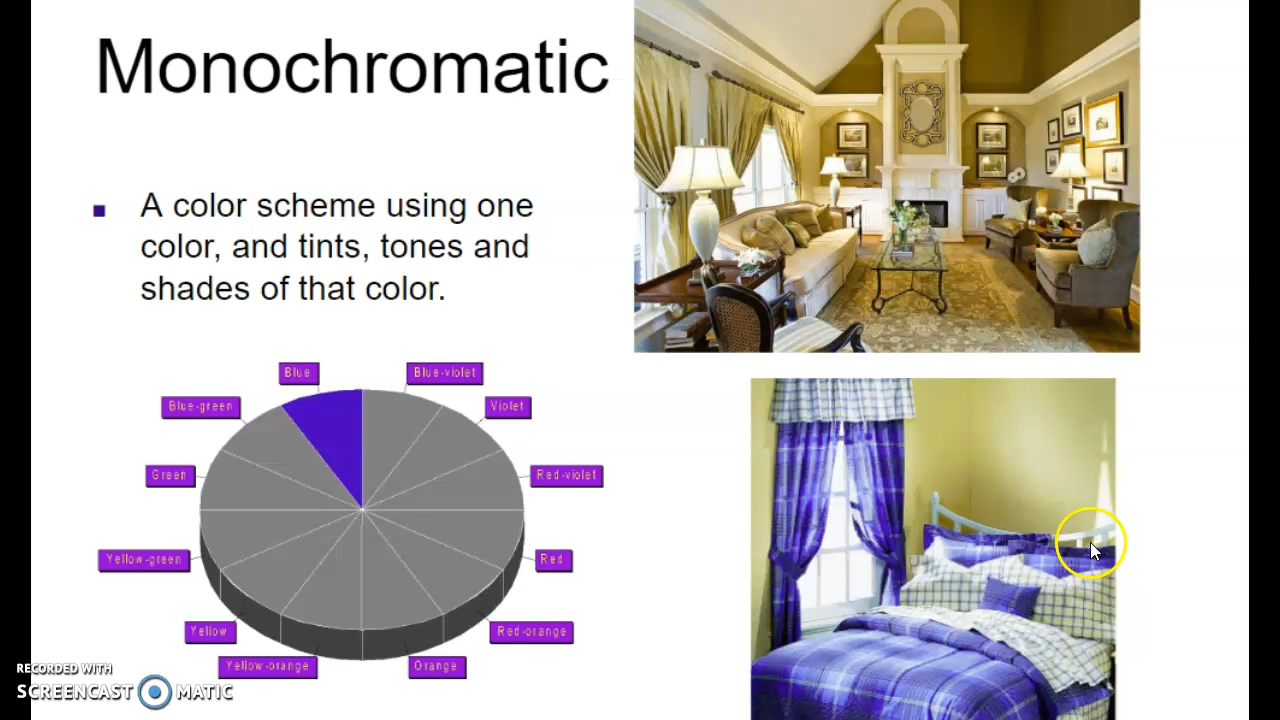 Monochromatic
A color scheme using one
color, and tints, tones and
shades of that color.
Blue
Blue-violet
Blue-green
Violet
Green
Red-violet
Yellow-green
Red
Yellow
Red-orange
Yellow-orange
Orange
RECORDED WITH
SCREENCAST MATIC